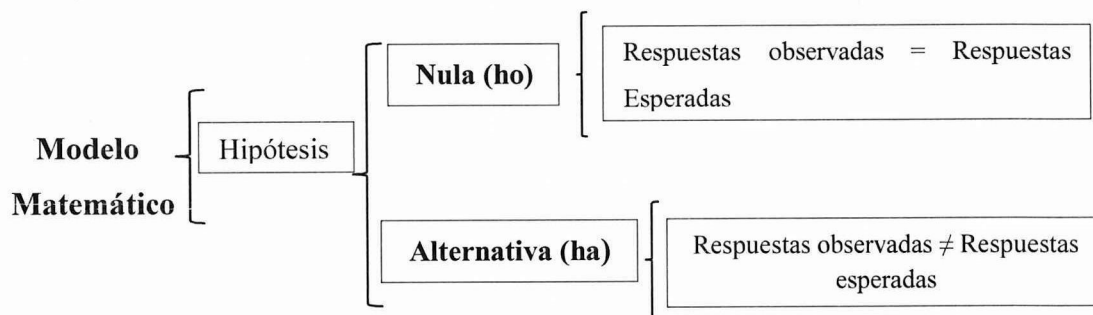 Modelo
Matemático
Hipótesis
Nula (ho)
Respuestas observadas = Respuestas
Esperadas
Alternativa (ha)
Respuestas observadas ≠ Respuestas
esperadas